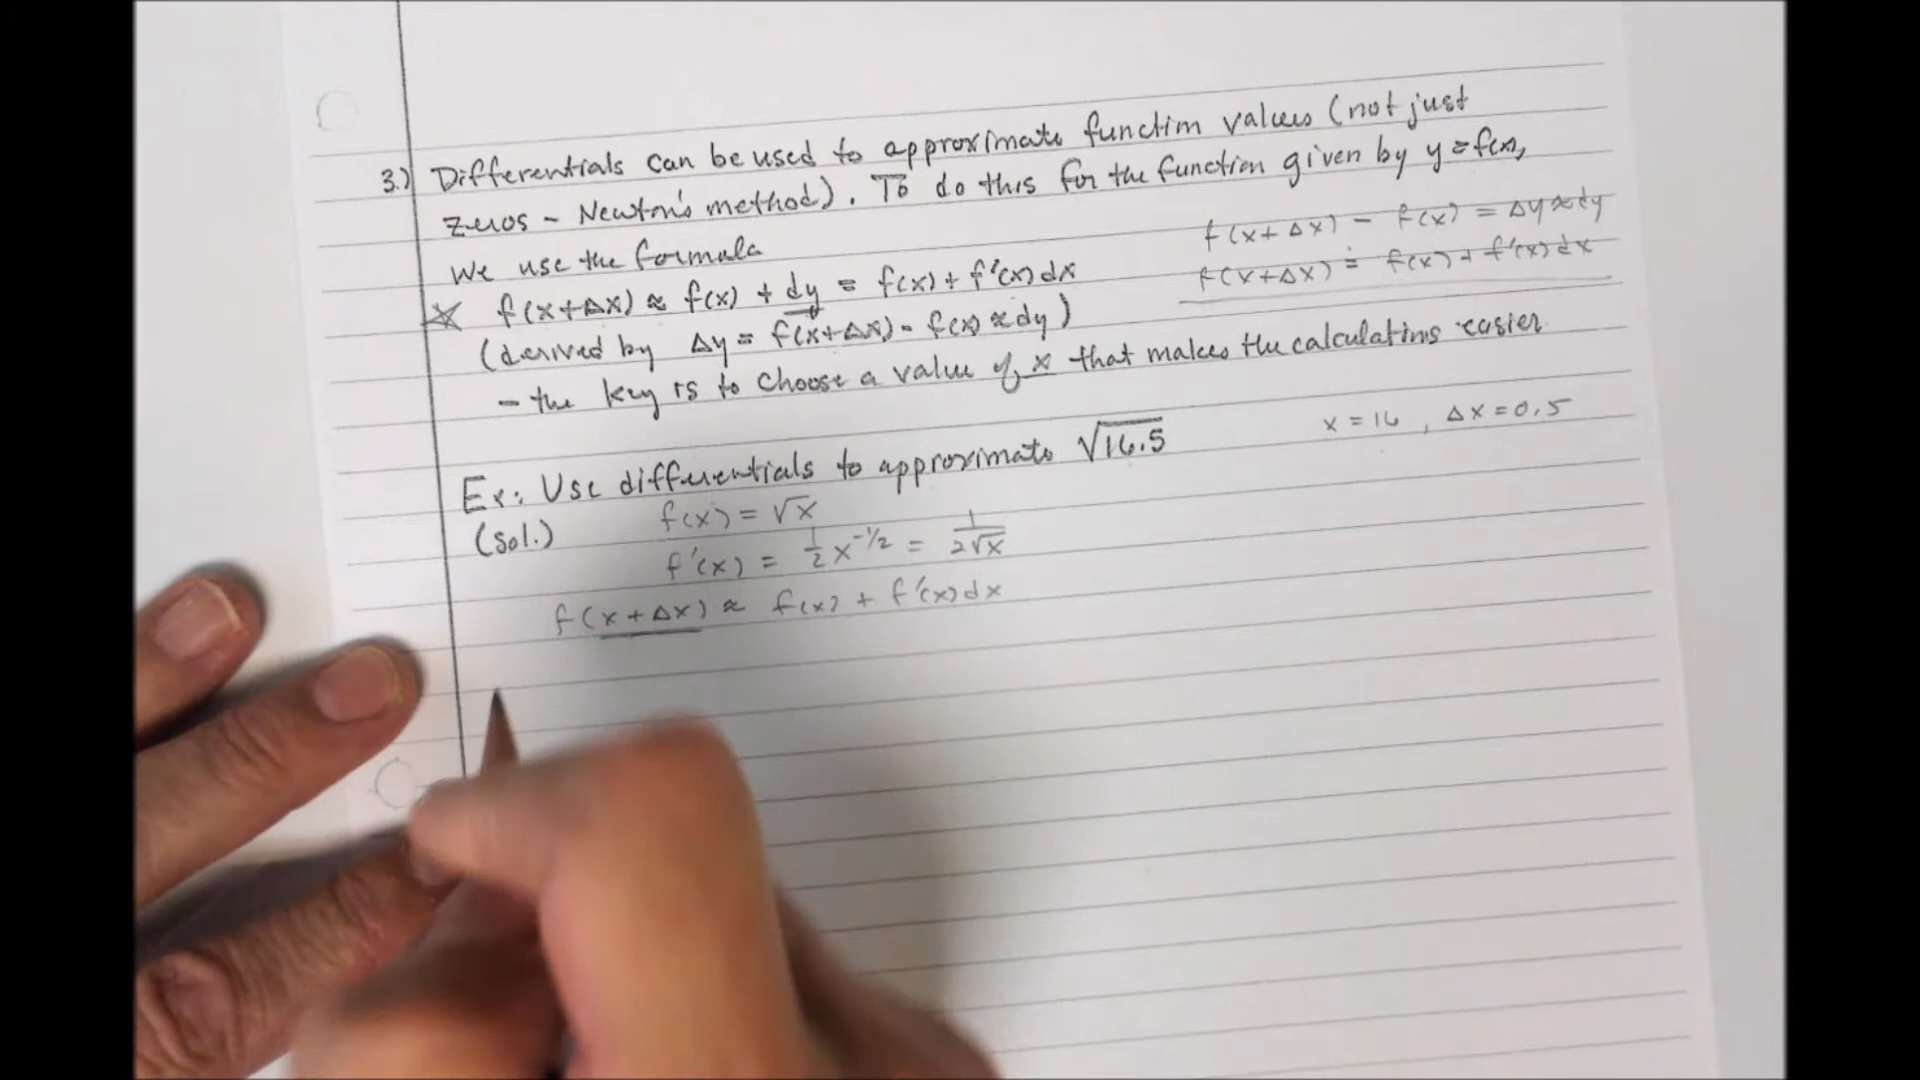 3.) Differentials can be used to approximate function values (not just
zeros - Newton's method). To do this for the function given by y = f(x),
we use the formula
f(x+Δx) - f(x) = Δy ≈ dy
f(x+Δx) ≈ f(x) + dy = f(x) + f'(x) dx
f(x+Δx) ≐ f(x) + f'(x) dx
(derived by Δy = f(x+Δx) - f(x) ≈ dy)
- the key is to choose a value of x that makes the calculations easier
Ex: Use differentials to approximate √16.5
x = 16 , Δx = 0.5
(Sol.) f(x) = √x
f'(x) = 1/2 x^-1/2 = 1/2√x
f(x+Δx) ≈ f(x) + f'(x) dx